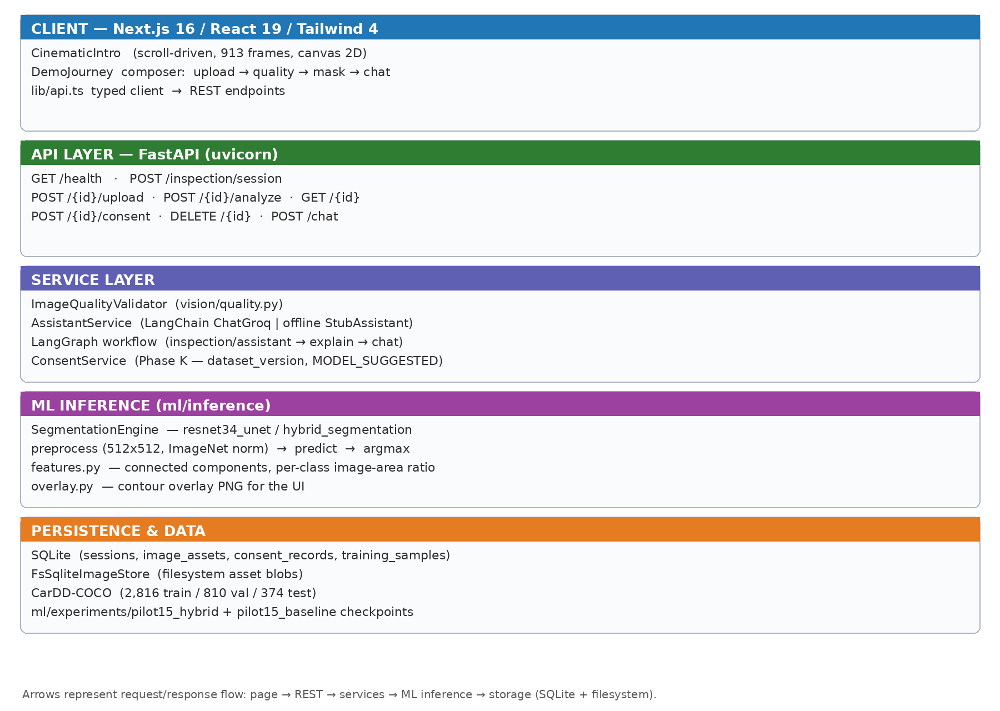 CLIENT — Next.js 16 / React 19 / Tailwind 4
CinematicIntro (scroll-driven, 913 frames, canvas 2D)
DemoJourney composer: upload → quality → mask → chat
lib/api.ts typed client → REST endpoints
API LAYER — FastAPI (uvicorn)
GET /health · POST /inspection/session
POST /{id}/upload · POST /{id}/analyze · GET /{id}
POST /{id}/consent · DELETE /{id} · POST /chat
SERVICE LAYER
ImageQualityValidator (vision/quality.py)
AssistantService (LangChain ChatGroq | offline StubAssistant)
LangGraph workflow (inspection/assistant → explain → chat)
ConsentService (Phase K — dataset_version, MODEL_SUGGESTED)
ML INFERENCE (ml/inference)
SegmentationEngine — resnet34_unet / hybrid_segmentation
preprocess (512x512, ImageNet norm) → predict → argmax
features.py — connected components, per-class image-area ratio
overlay.py — contour overlay PNG for the UI
PERSISTENCE & DATA
SQLite (sessions, image_assets, consent_records, training_samples)
FsSqliteImageStore (filesystem asset blobs)
CarDD-COCO (2,816 train / 810 val / 374 test)
ml/experiments/pilot15_hybrid + pilot15_baseline checkpoints
Arrows represent request/response flow: page → REST → services → ML inference → storage (SQLite + filesystem).